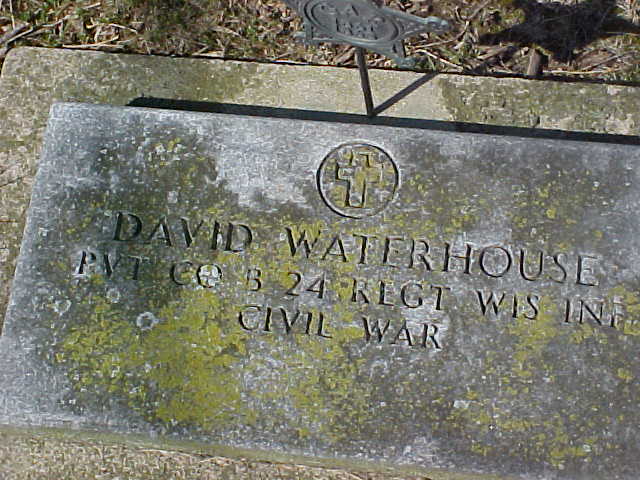 DAVID WATERHOUSE
PVT CO B 24 REGT WIS INF
CIVIL WAR